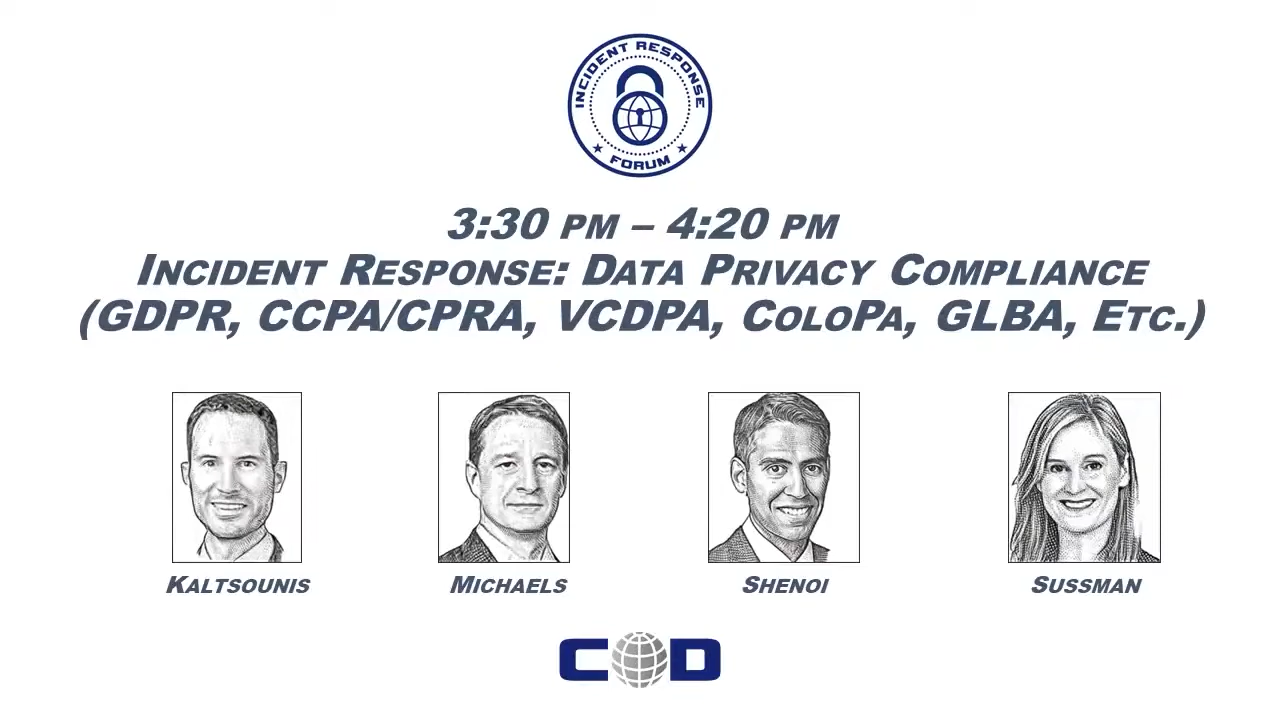 INCIDENT RESPONSE
FORUM
3:30 PM – 4:20 PM
INCIDENT RESPONSE: DATA PRIVACY COMPLIANCE
(GDPR, CCPA/CPRA, VCDPA, COLOPA, GLBA, ETC.)
KALTSOUNIS
MICHAELS
SHENOI
SUSSMAN
COD